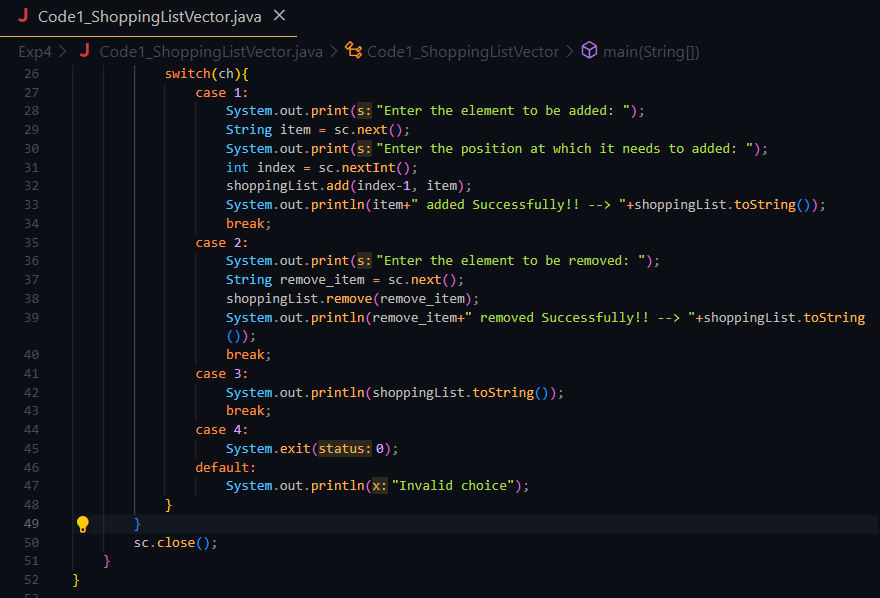 J Code1_ShoppingListVector.java ×
Exp4 > J Code1_ShoppingListVector.java > Code1_ShoppingListVector > main(String[])
26 switch(ch){
27 case 1:
28 System.out.print(s:"Enter the element to be added: ");
29 String item = sc.next();
30 System.out.print(s:"Enter the position at which it needs to added: ");
31 int index = sc.nextInt();
32 shoppingList.add(index-1, item);
33 System.out.println(item+" added Successfully!! --> "+shoppingList.toString());
34 break;
35 case 2:
36 System.out.print(s:"Enter the element to be removed: ");
37 String remove_item = sc.next();
38 shoppingList.remove(remove_item);
39 System.out.println(remove_item+" removed Successfully!! --> "+shoppingList.toString
());
40 break;
41 case 3:
42 System.out.println(shoppingList.toString());
43 break;
44 case 4:
45 System.exit(status:0);
46 default:
47 System.out.println(x:"Invalid choice");
48 }
49 }
50 sc.close();
51 }
52 }
53